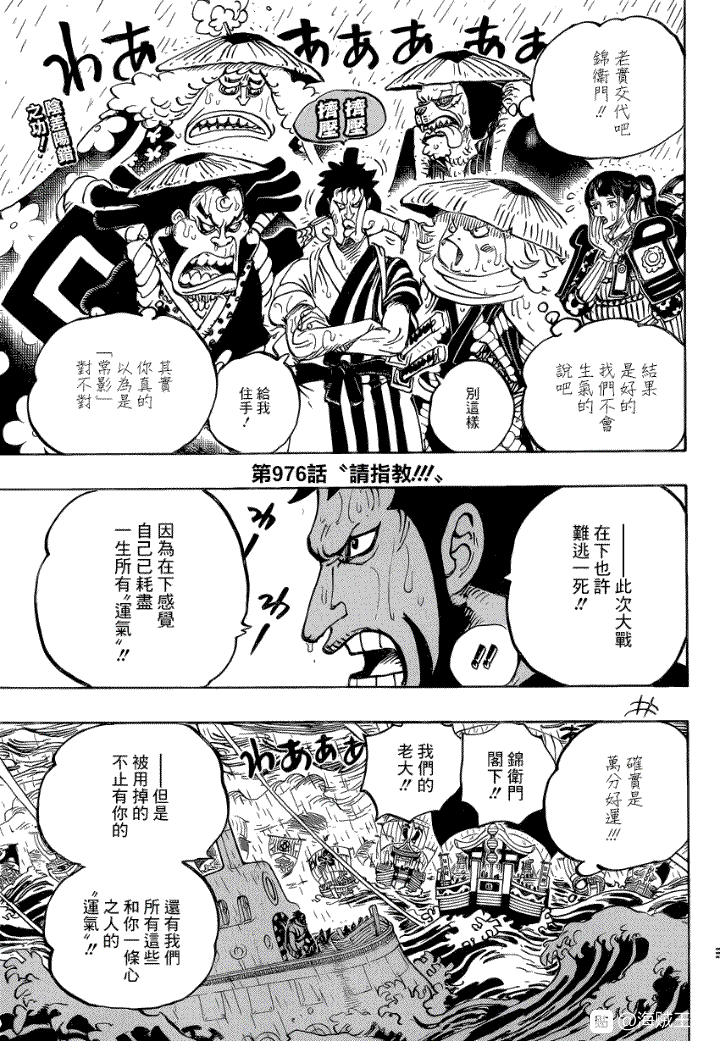 わああ
ああああああ
老實交代吧
錦衛門!!
陰差陽錯
之功!!
擠壓
擠壓
結果
是好的
我們不會
生氣的
說吧
別這樣
給我
住手!
其實
你真的
以為是
「常影」
對不對
第976話〝請指教!!!〟
——此次大戰
在下也許
難逃一死!!
!!
因為在下感覺
自己已耗盡
一生所有〝運氣〟!!
確實是
萬分好運!!!
錦衛門
閣下!!
我們的
老大!!
わあああぁ
——但是
被用掉的
不止有你的
還有我們
所有這些
和你一條心
之人的
〝運氣〟!!
@海贼王